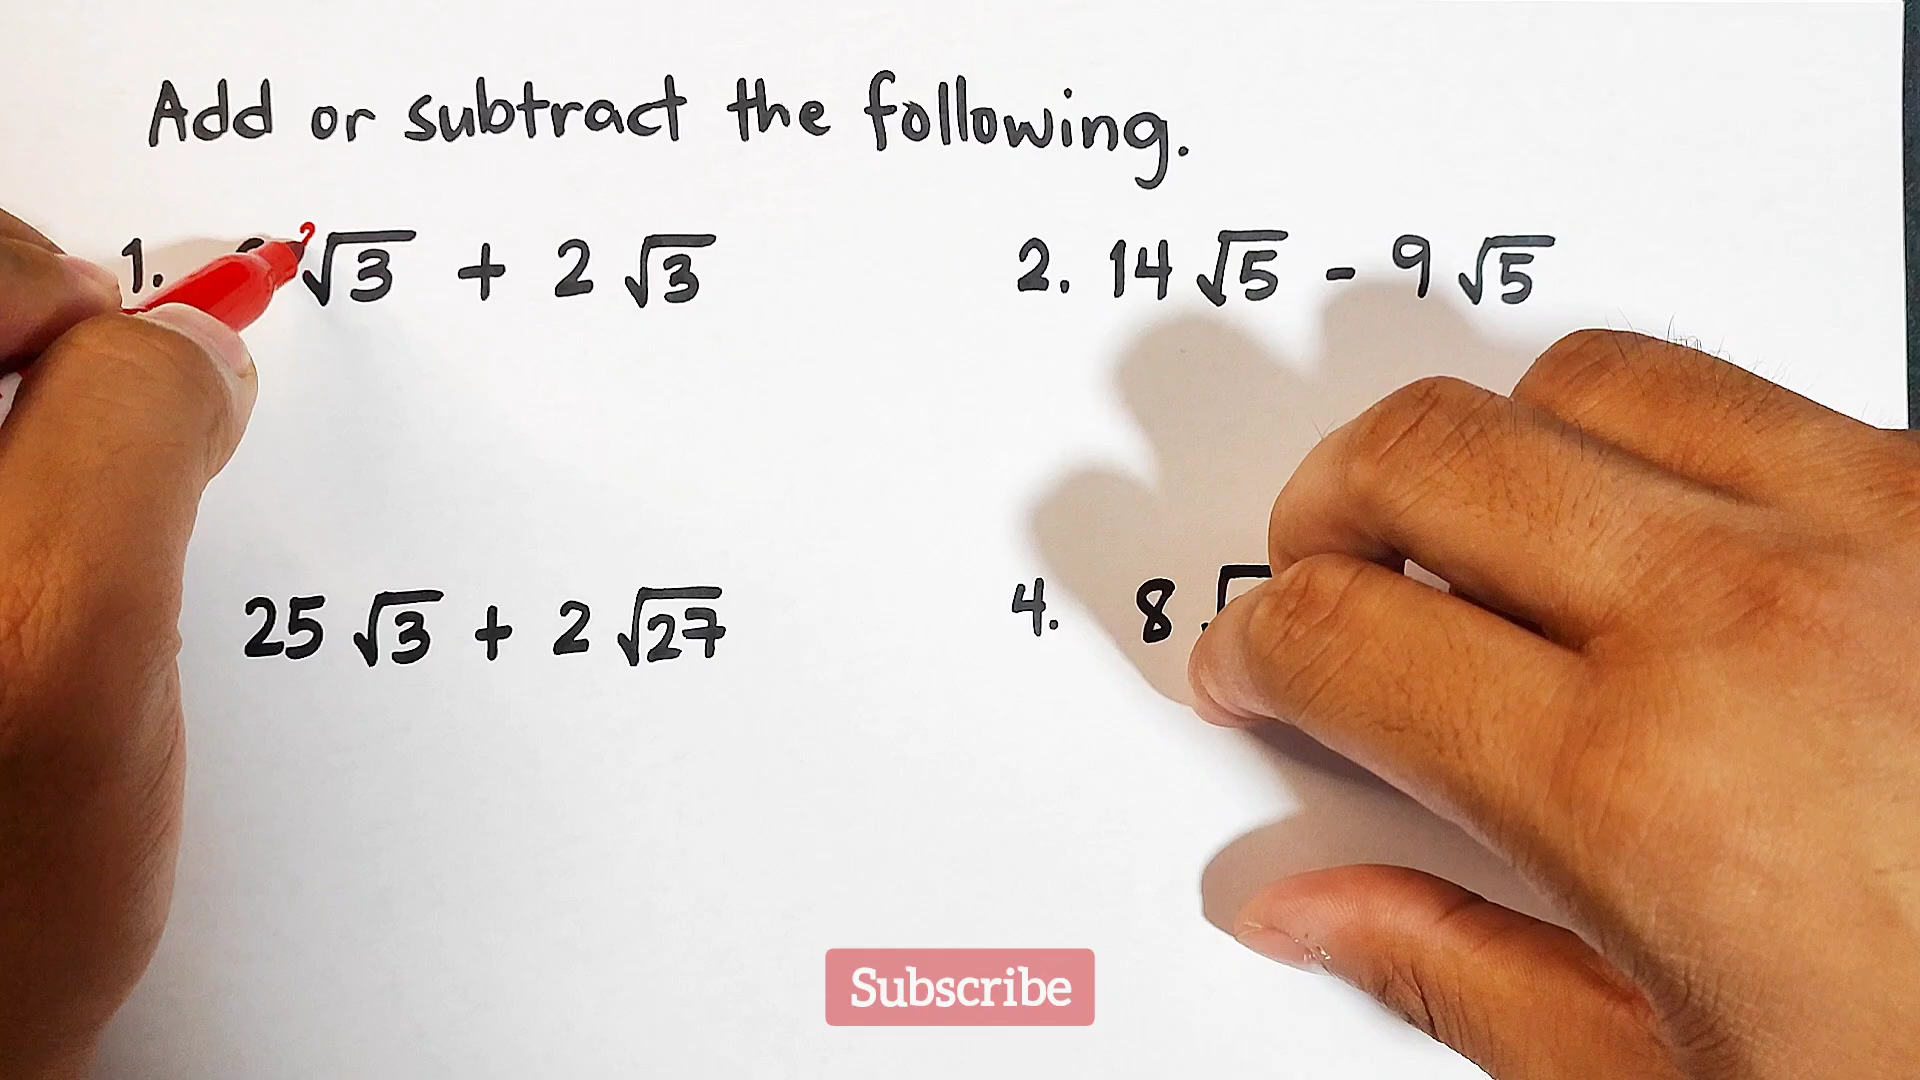 Add or subtract the following.
1. √3 + 2√3
2. 14√5 - 9√5
25√3 + 2√27
4. 8
Subscribe